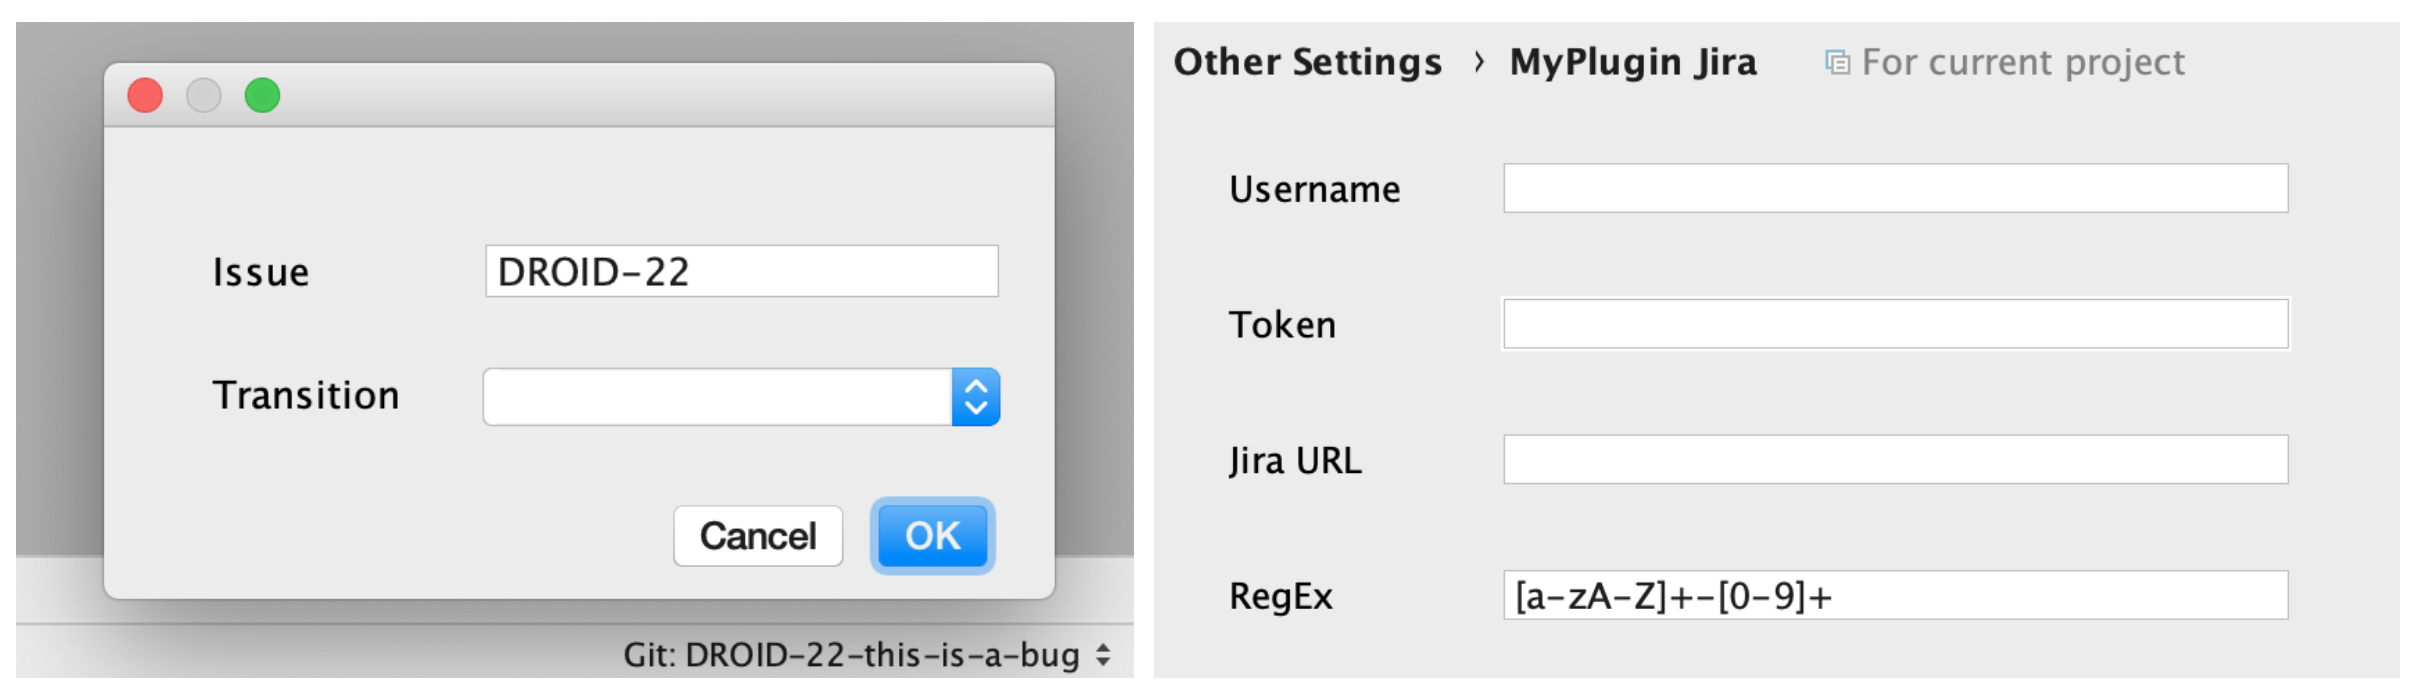 Issue
DROID-22
Transition
Cancel
OK
Git: DROID-22-this-is-a-bug
Other Settings › MyPlugin Jira For current project
Username
Token
Jira URL
RegEx
[a-zA-Z]+-[0-9]+